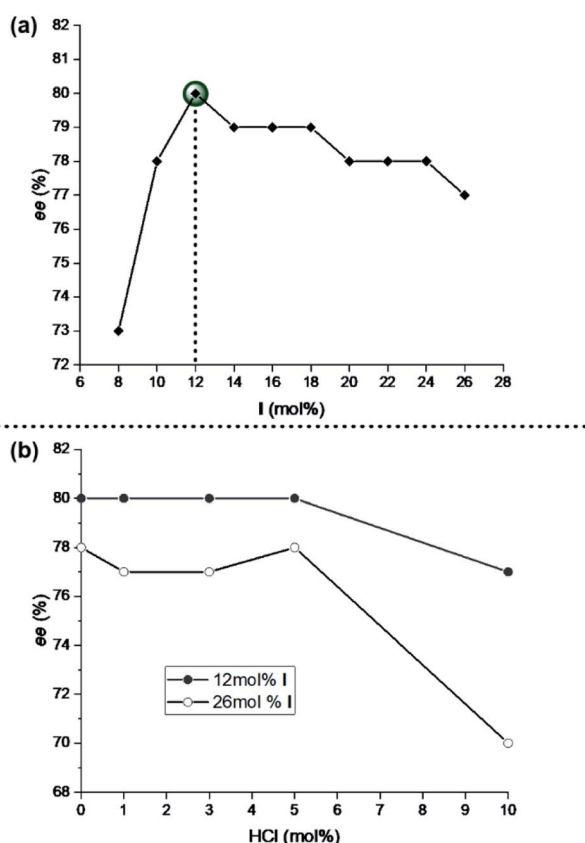 (a)
82
81
80
79
78
77
76
75
74
73
72
ee (%)
6 8 10 12 14 16 18 20 22 24 26 28
I (mol%)
(b)
82
80
78
76
74
72
70
68
ee (%)
12mol% I
26mol % I
0 1 2 3 4 5 6 7 8 9 10
HCl (mol%)